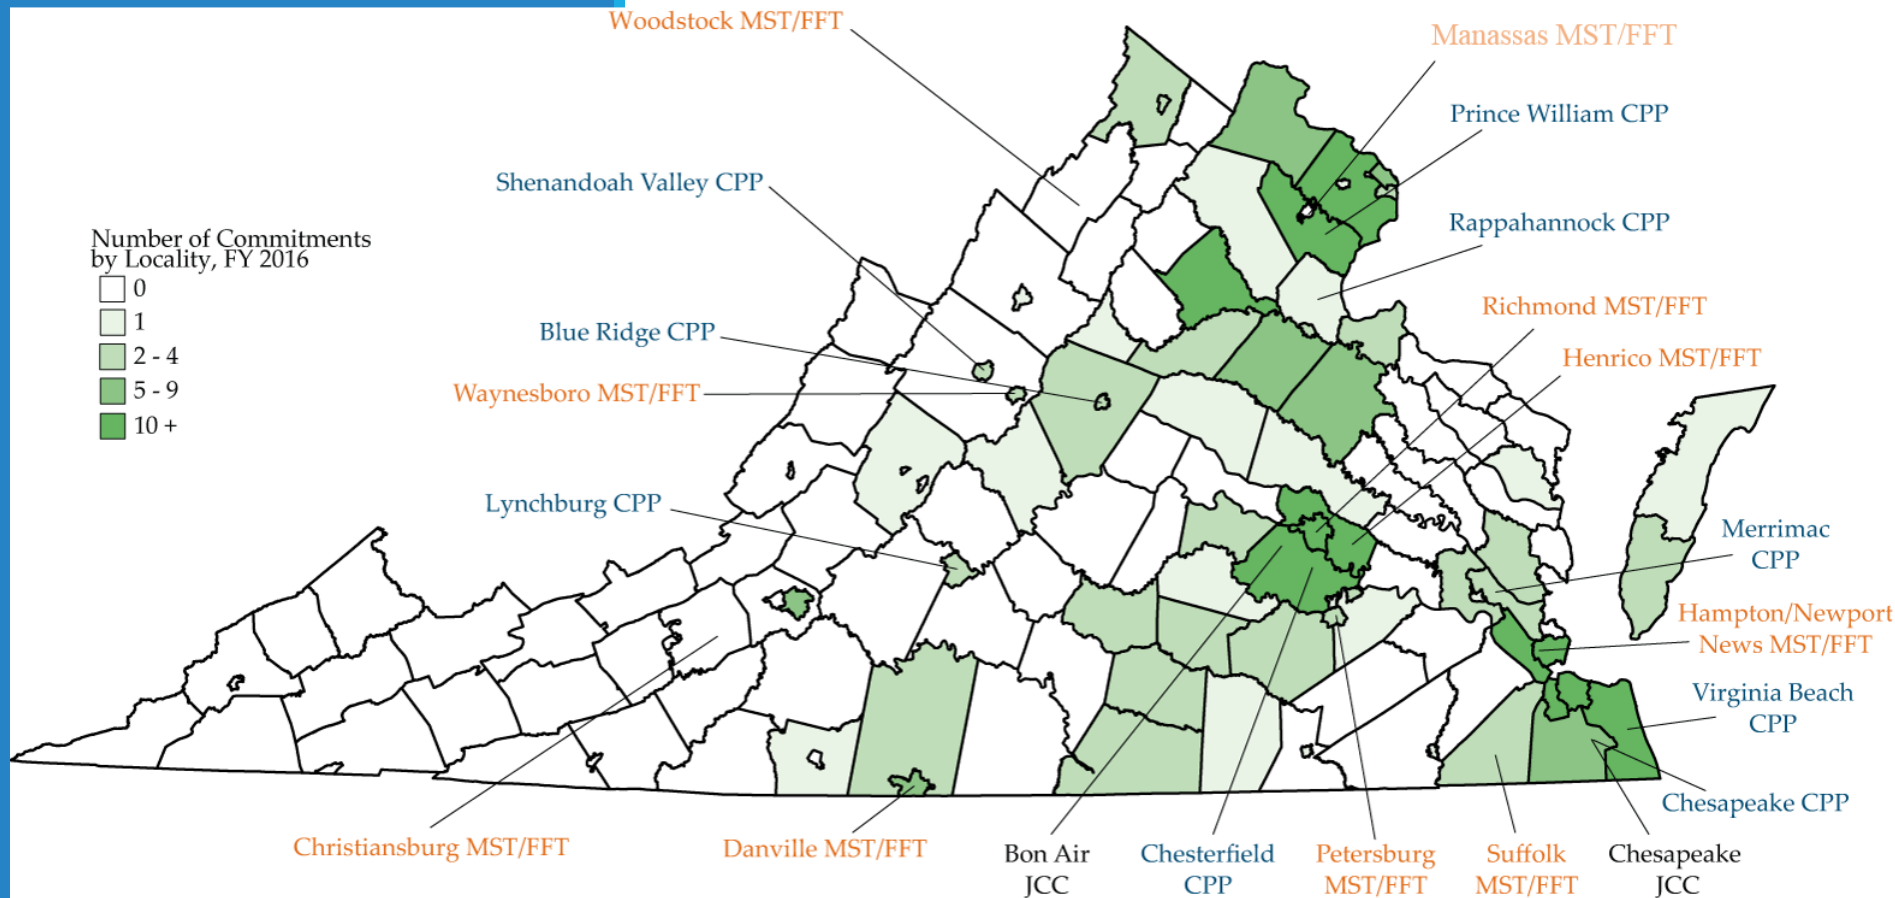 Woodstock MST/FFT
Manassas MST/FFT
Prince William CPP
Shenandoah Valley CPP
Rappahannock CPP
Number of Commitments
by Locality, FY 2016
0
1
2 - 4
5 - 9
10 +
Richmond MST/FFT
Blue Ridge CPP
Henrico MST/FFT
Waynesboro MST/FFT
Lynchburg CPP
Merrimac
CPP
Hampton/Newport
News MST/FFT
Virginia Beach
CPP
Chesapeake CPP
Christiansburg MST/FFT
Danville MST/FFT
Bon Air
JCC
Chesterfield
CPP
Petersburg
MST/FFT
Suffolk
MST/FFT
Chesapeake
JCC